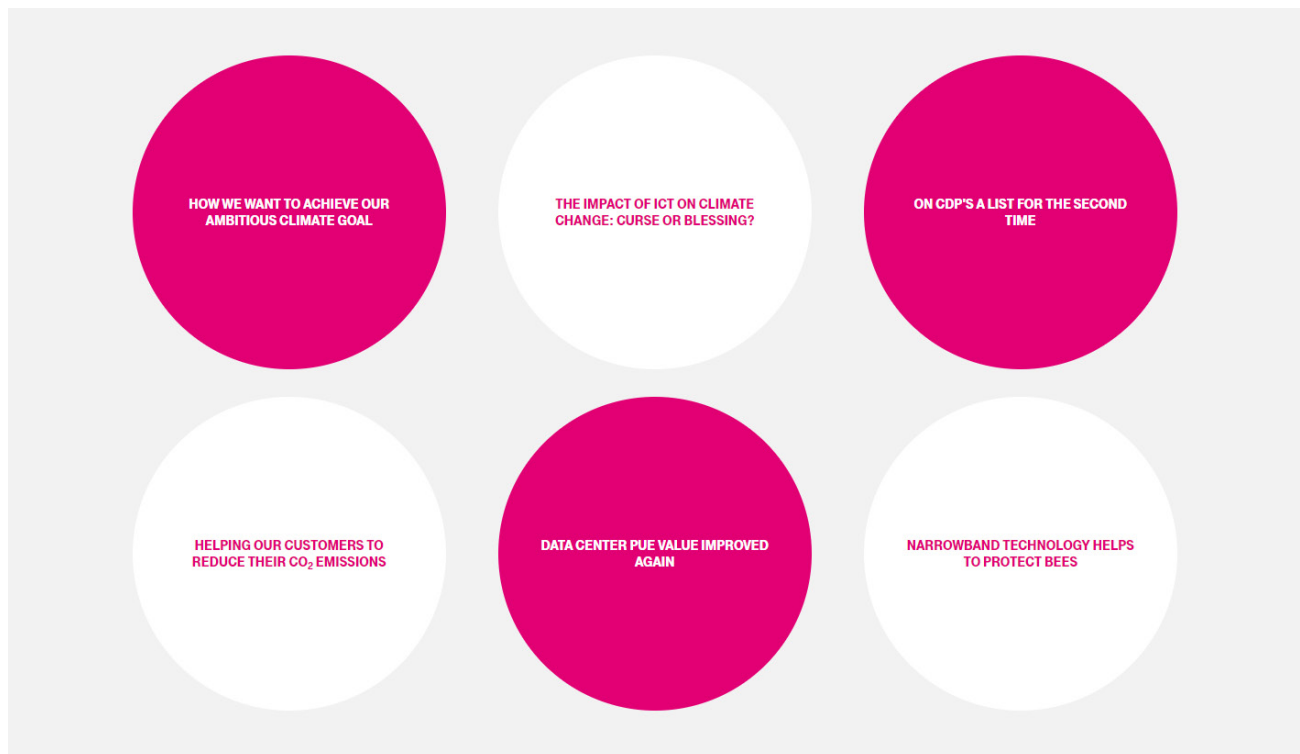 HOW WE WANT TO ACHIEVE OUR
AMBITIOUS CLIMATE GOAL
THE IMPACT OF ICT ON CLIMATE
CHANGE: CURSE OR BLESSING?
ON CDP'S A LIST FOR THE SECOND
TIME
HELPING OUR CUSTOMERS TO
REDUCE THEIR CO₂ EMISSIONS
DATA CENTER PUE VALUE IMPROVED
AGAIN
NARROWBAND TECHNOLOGY HELPS
TO PROTECT BEES